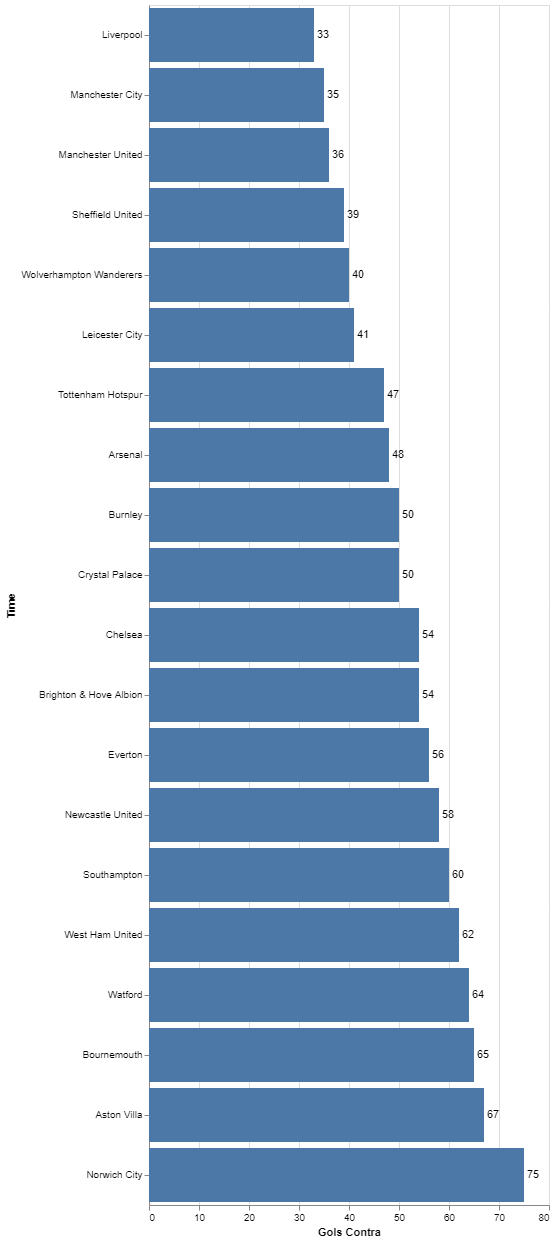 Liverpool 33
Manchester City 35
Manchester United 36
Sheffield United 39
Wolverhampton Wanderers 40
Leicester City 41
Tottenham Hotspur 47
Arsenal 48
Burnley 50
Crystal Palace 50
Time
Chelsea 54
Brighton & Hove Albion 54
Everton 56
Newcastle United 58
Southampton 60
West Ham United 62
Watford 64
Bournemouth 65
Aston Villa 67
Norwich City 75
0 10 20 30 40 50 60 70 80
Gols Contra